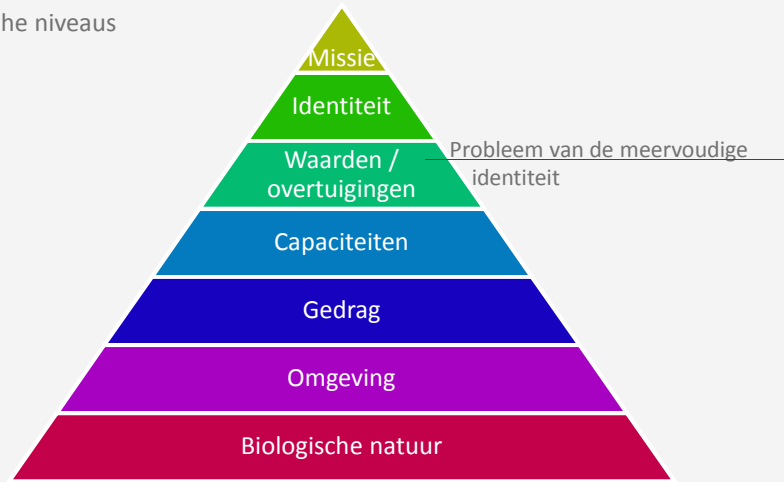 he niveaus
Missie
Identiteit
Waarden /
overtuigingen
Probleem van de meervoudige
identiteit
Capaciteiten
Gedrag
Omgeving
Biologische natuur